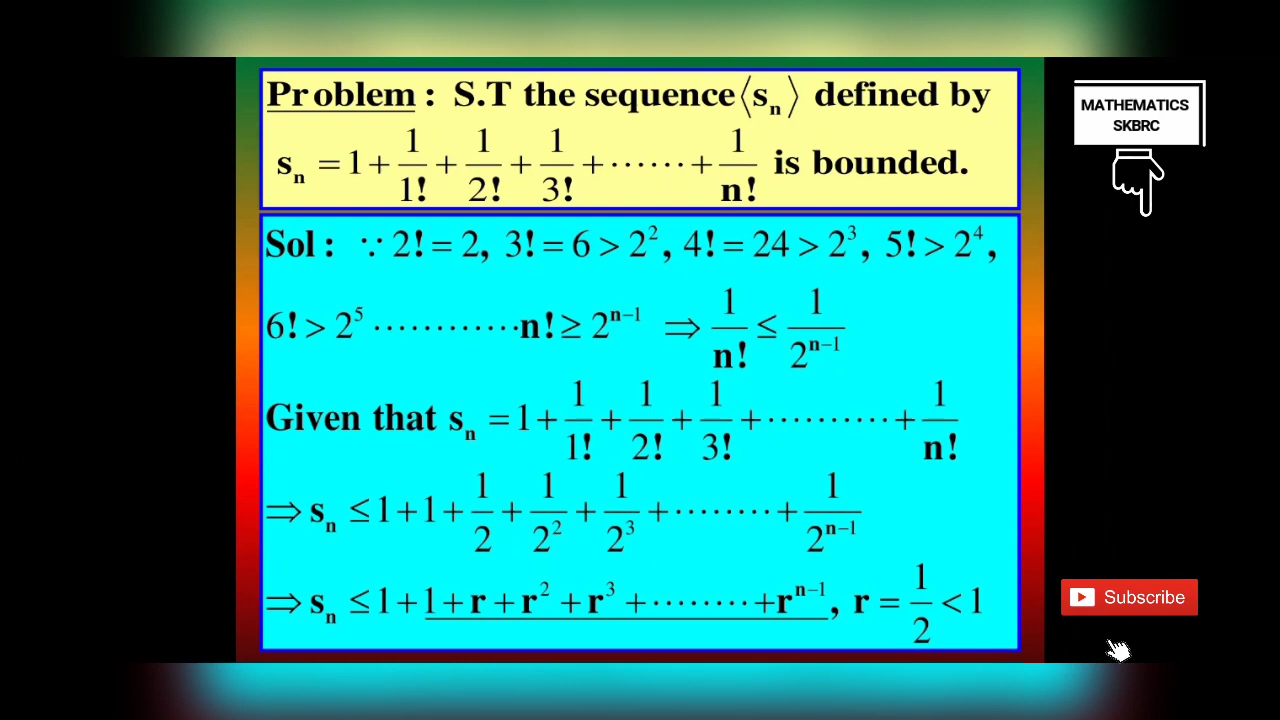 Problem : S.T the sequence ⟨sₙ⟩ defined by
sₙ = 1 + 1/1! + 1/2! + 1/3! + ······ + 1/n! is bounded.
MATHEMATICS
SKBRC
Sol : ∵ 2! = 2, 3! = 6 > 2², 4! = 24 > 2³, 5! > 2⁴,
6! > 2⁵ ············ n! ≥ 2ⁿ⁻¹ ⇒ 1/n! ≤ 1/2ⁿ⁻¹
Given that sₙ = 1 + 1/1! + 1/2! + 1/3! + ·········· + 1/n!
⇒ sₙ ≤ 1 + 1 + 1/2 + 1/2² + 1/2³ + ········ + 1/2ⁿ⁻¹
⇒ sₙ ≤ 1 + 1 + r + r² + r³ + ········ + rⁿ⁻¹, r = 1/2 < 1
Subscribe